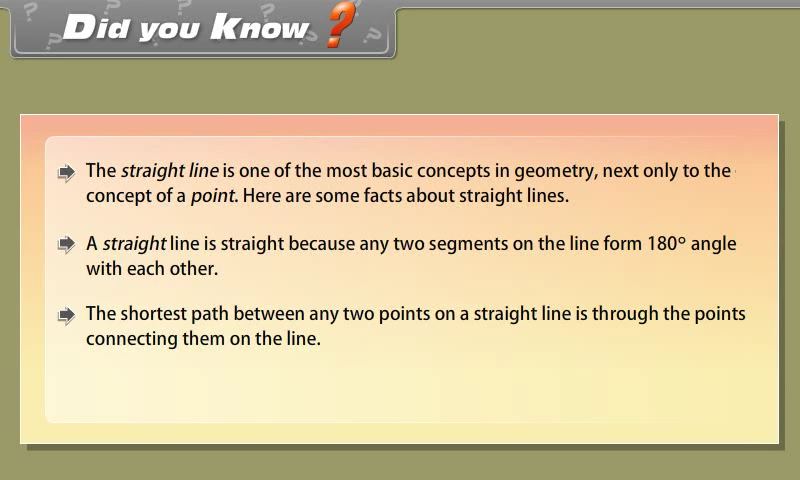 Did you Know?
The straight line is one of the most basic concepts in geometry, next only to the
concept of a point. Here are some facts about straight lines.
A straight line is straight because any two segments on the line form 180º angle
with each other.
The shortest path between any two points on a straight line is through the points
connecting them on the line.